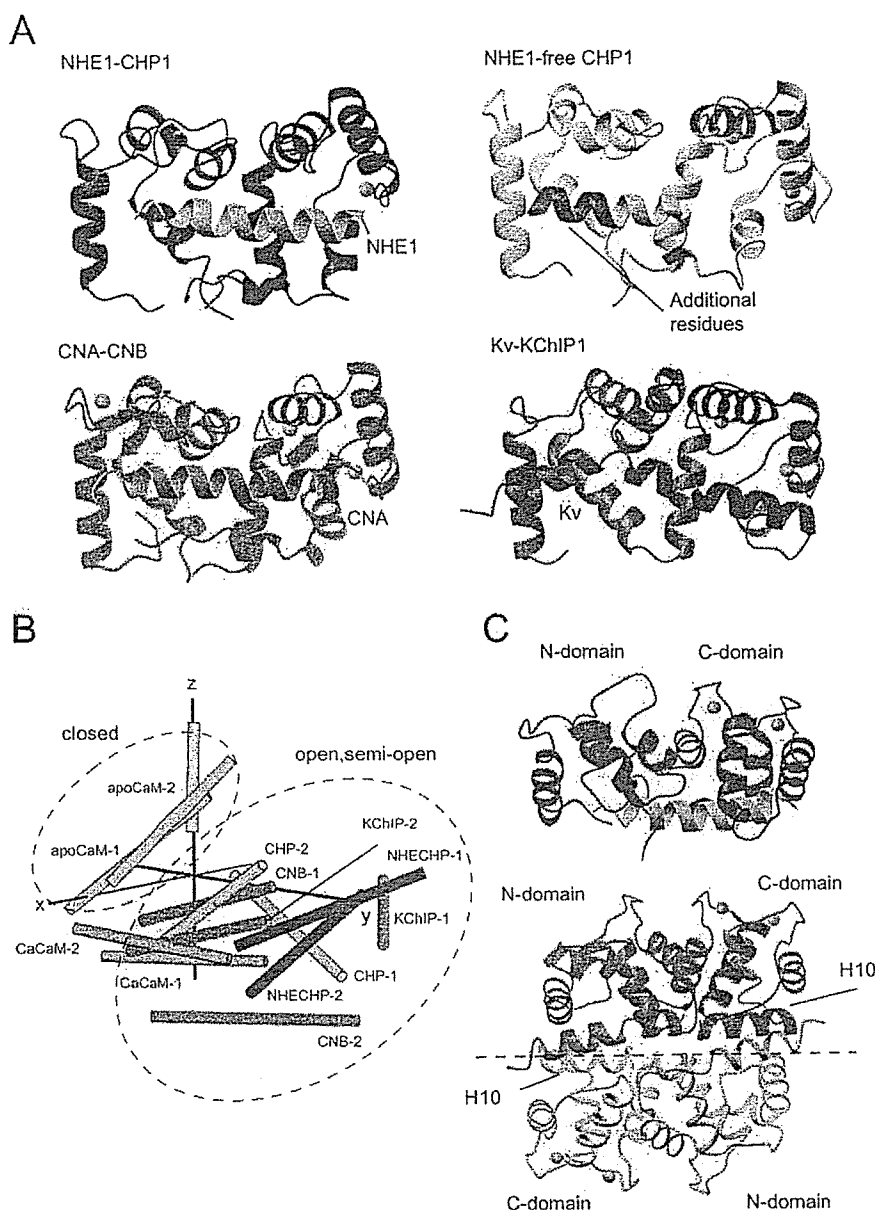 A
NHE1-CHP1
NHE1-free CHP1
NHE1
Additional
residues
CNA-CNB
Kv-KChIP1
CNA
Kv
B
z
closed
open,semi-open
apoCaM-2
KChIP-2
apoCaM-1
CHP-2
NHECHP-1
CNB-1
x
y
KChIP-1
CaCaM-2
CaCaM-1
CHP-1
NHECHP-2
CNB-2
C
N-domain
C-domain
N-domain
C-domain
H10
H10
C-domain
N-domain